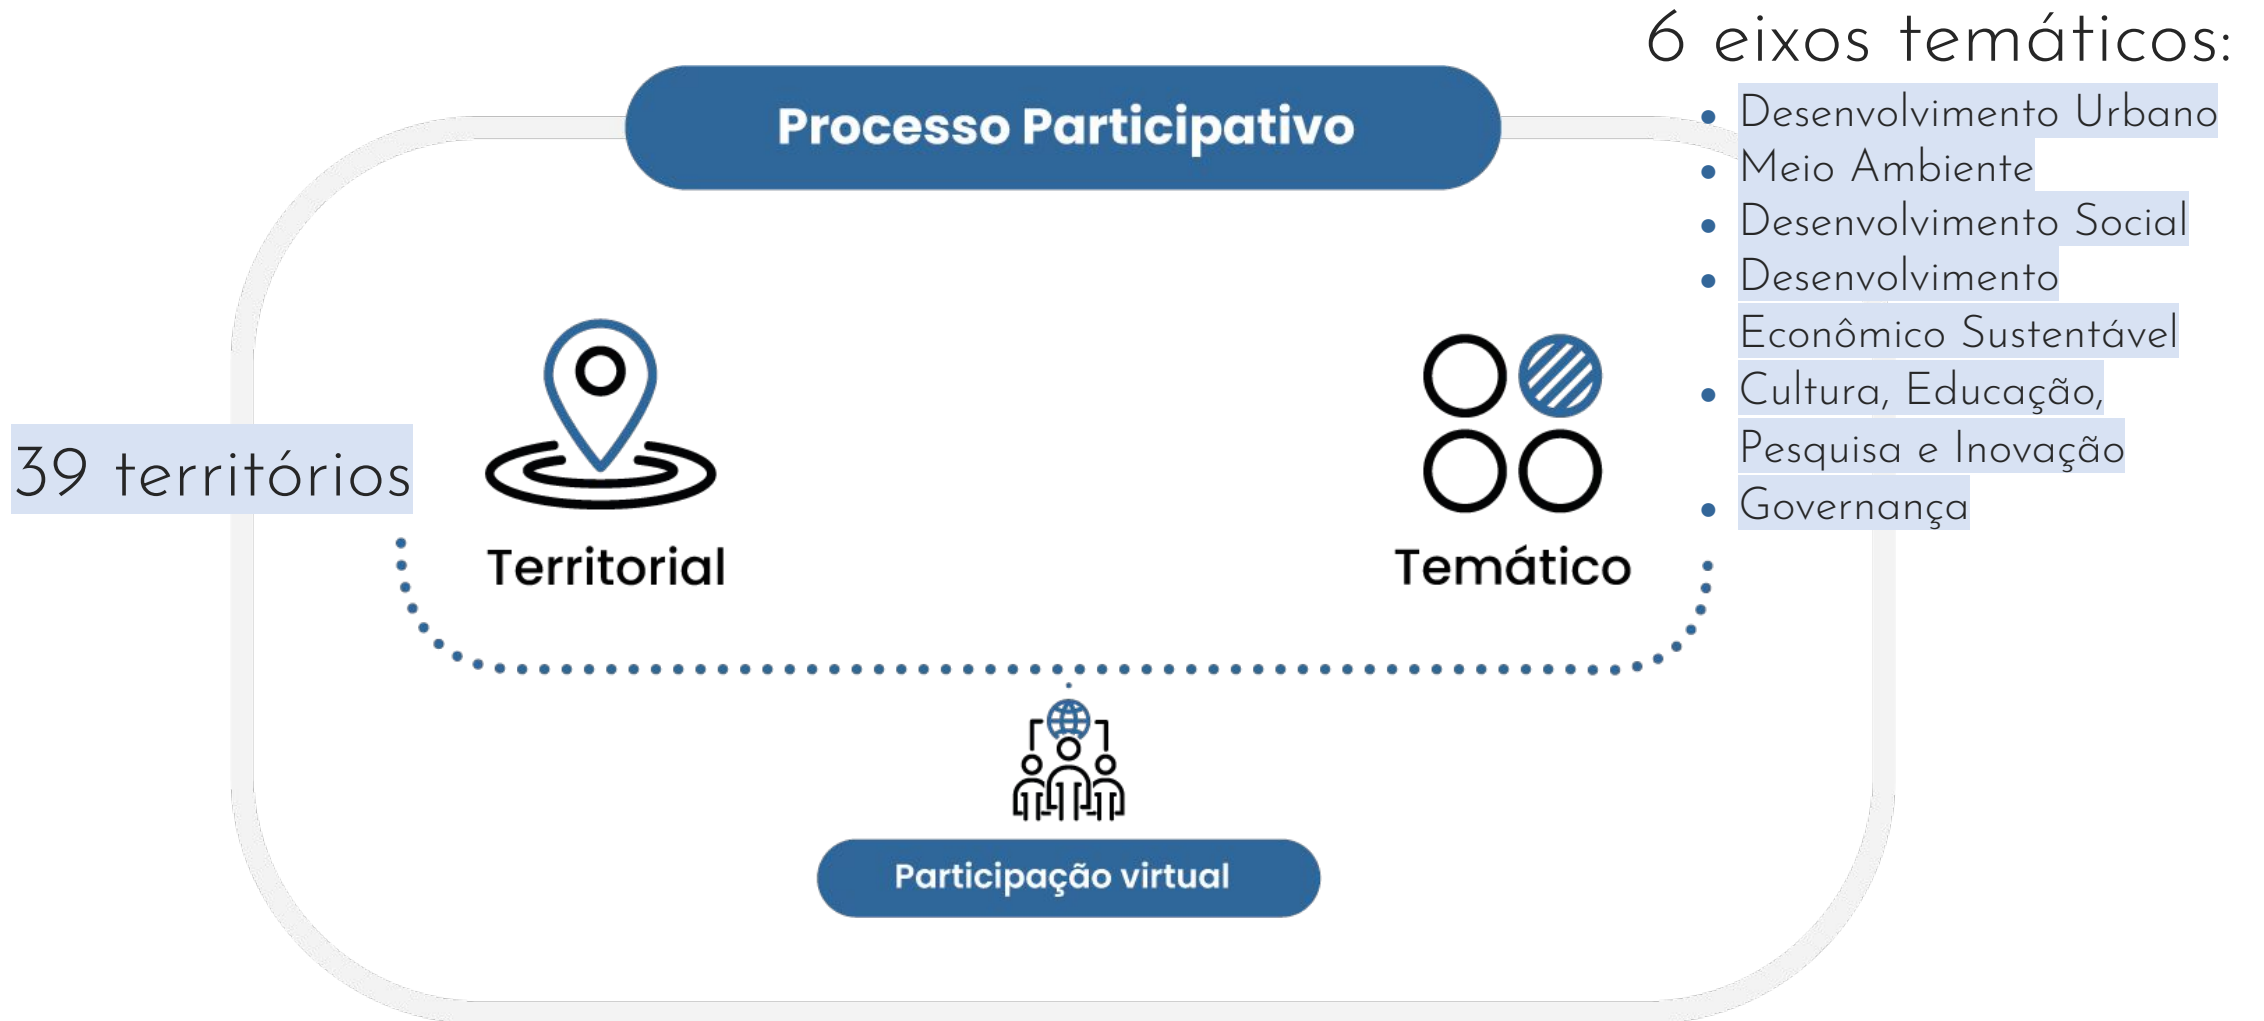 6 eixos temáticos:
Processo Participativo
Desenvolvimento Urbano
Meio Ambiente
Desenvolvimento Social
Desenvolvimento
Econômico Sustentável
Cultura, Educação,
Pesquisa e Inovação
Governança
39 territórios
Territorial
Temático
Participação virtual